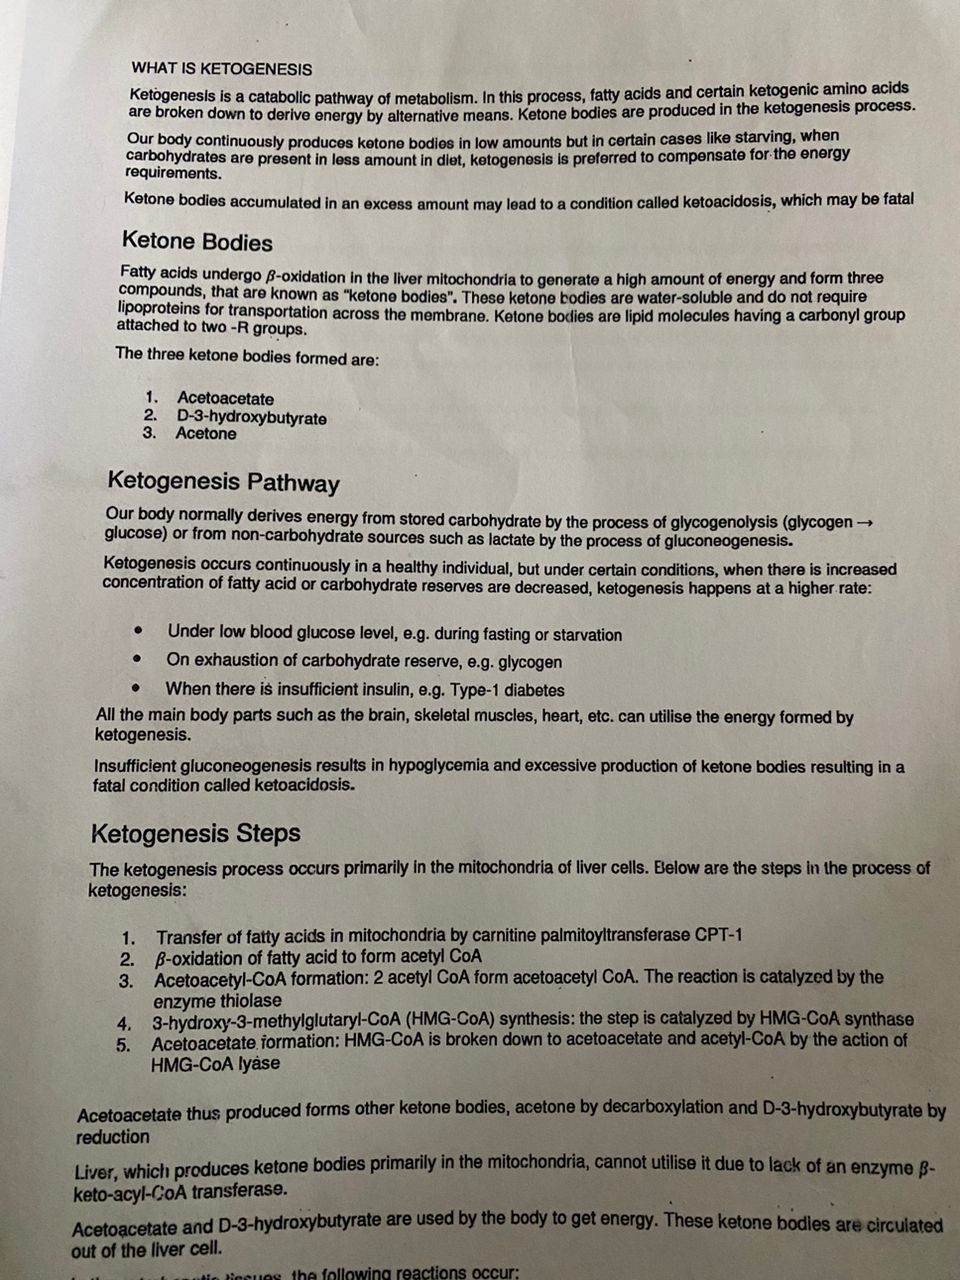 WHAT IS KETOGENESIS
Ketogenesis is a catabolic pathway of metabolism. In this process, fatty acids and certain ketogenic amino acids
are broken down to derive energy by alternative means. Ketone bodies are produced in the ketogenesis process.
Our body continuously produces ketone bodies in low amounts but in certain cases like starving, when
carbohydrates are present in less amount in diet, ketogenesis is preferred to compensate for the energy
requirements.
Ketone bodies accumulated in an excess amount may lead to a condition called ketoacidosis, which may be fatal
Ketone Bodies
Fatty acids undergo β-oxidation in the liver mitochondria to generate a high amount of energy and form three
compounds, that are known as "ketone bodies". These ketone bodies are water-soluble and do not require
lipoproteins for transportation across the membrane. Ketone bodies are lipid molecules having a carbonyl group
attached to two -R groups.
The three ketone bodies formed are:
1. Acetoacetate
2. D-3-hydroxybutyrate
3. Acetone
Ketogenesis Pathway
Our body normally derives energy from stored carbohydrate by the process of glycogenolysis (glycogen →
glucose) or from non-carbohydrate sources such as lactate by the process of gluconeogenesis.
Ketogenesis occurs continuously in a healthy individual, but under certain conditions, when there is increased
concentration of fatty acid or carbohydrate reserves are decreased, ketogenesis happens at a higher rate:
• Under low blood glucose level, e.g. during fasting or starvation
• On exhaustion of carbohydrate reserve, e.g. glycogen
• When there is insufficient insulin, e.g. Type-1 diabetes
All the main body parts such as the brain, skeletal muscles, heart, etc. can utilise the energy formed by
ketogenesis.
Insufficient gluconeogenesis results in hypoglycemia and excessive production of ketone bodies resulting in a
fatal condition called ketoacidosis.
Ketogenesis Steps
The ketogenesis process occurs primarily in the mitochondria of liver cells. Below are the steps in the process of
ketogenesis:
1. Transfer of fatty acids in mitochondria by carnitine palmitoyltransferase CPT-1
2. β-oxidation of fatty acid to form acetyl CoA
3. Acetoacetyl-CoA formation: 2 acetyl CoA form acetoacetyl CoA. The reaction is catalyzed by the
enzyme thiolase
4. 3-hydroxy-3-methylglutaryl-CoA (HMG-CoA) synthesis: the step is catalyzed by HMG-CoA synthase
5. Acetoacetate formation: HMG-CoA is broken down to acetoacetate and acetyl-CoA by the action of
HMG-CoA lyase
Acetoacetate thus produced forms other ketone bodies, acetone by decarboxylation and D-3-hydroxybutyrate by
reduction
Liver, which produces ketone bodies primarily in the mitochondria, cannot utilise it due to lack of an enzyme β-
keto-acyl-CoA transferase.
Acetoacetate and D-3-hydroxybutyrate are used by the body to get energy. These ketone bodies are circulated
out of the liver cell.
tissues, the following reactions occur: